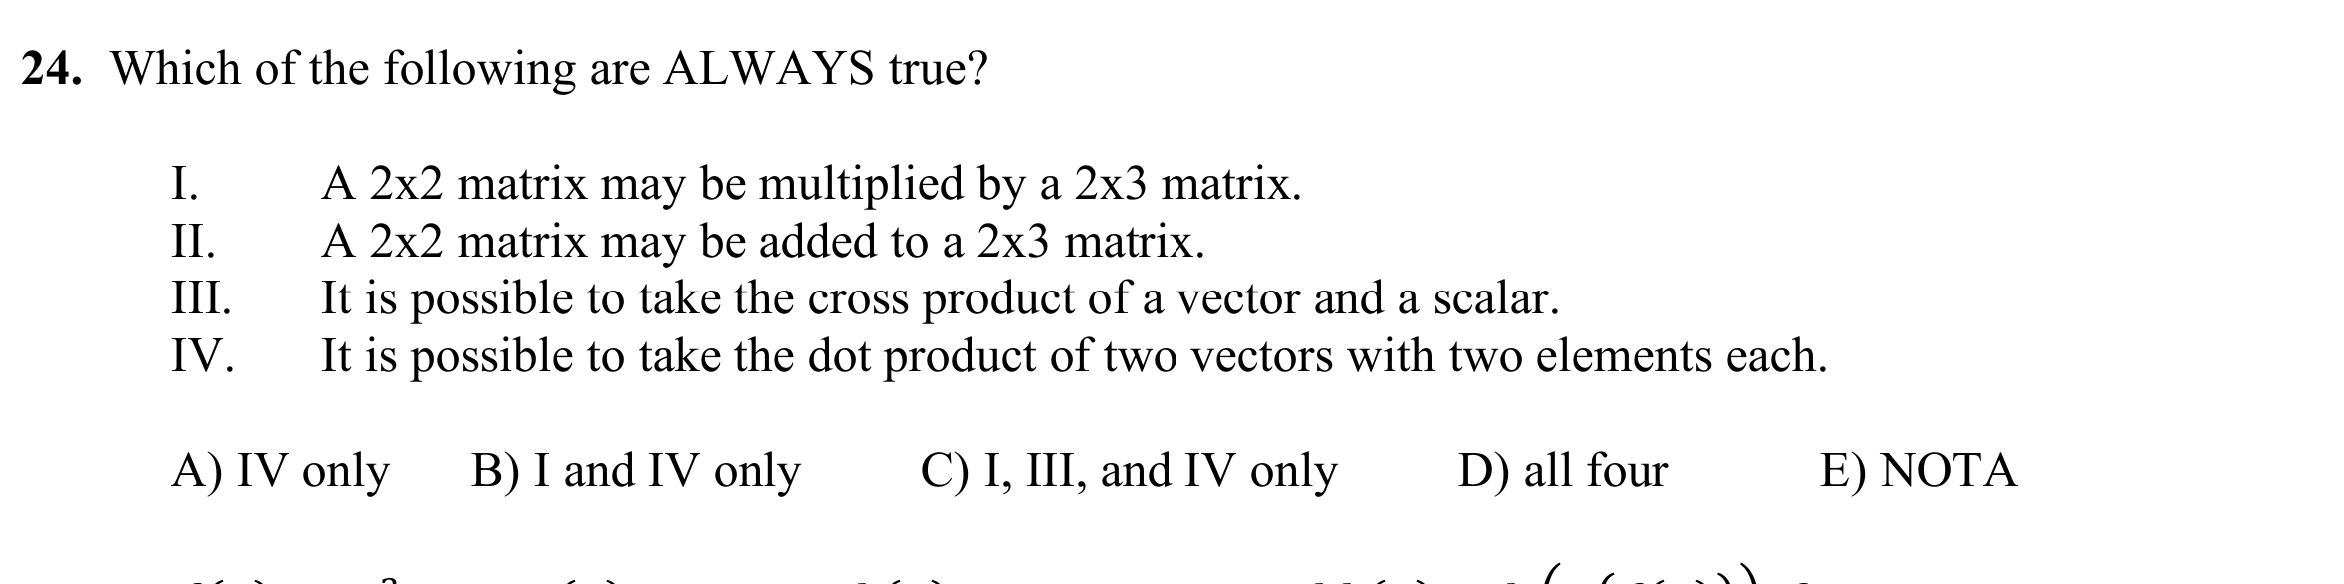 24. Which of the following are ALWAYS true?
I. A 2x2 matrix may be multiplied by a 2x3 matrix.
II. A 2x2 matrix may be added to a 2x3 matrix.
III. It is possible to take the cross product of a vector and a scalar.
IV. It is possible to take the dot product of two vectors with two elements each.
A) IV only B) I and IV only C) I, III, and IV only D) all four E) NOTA